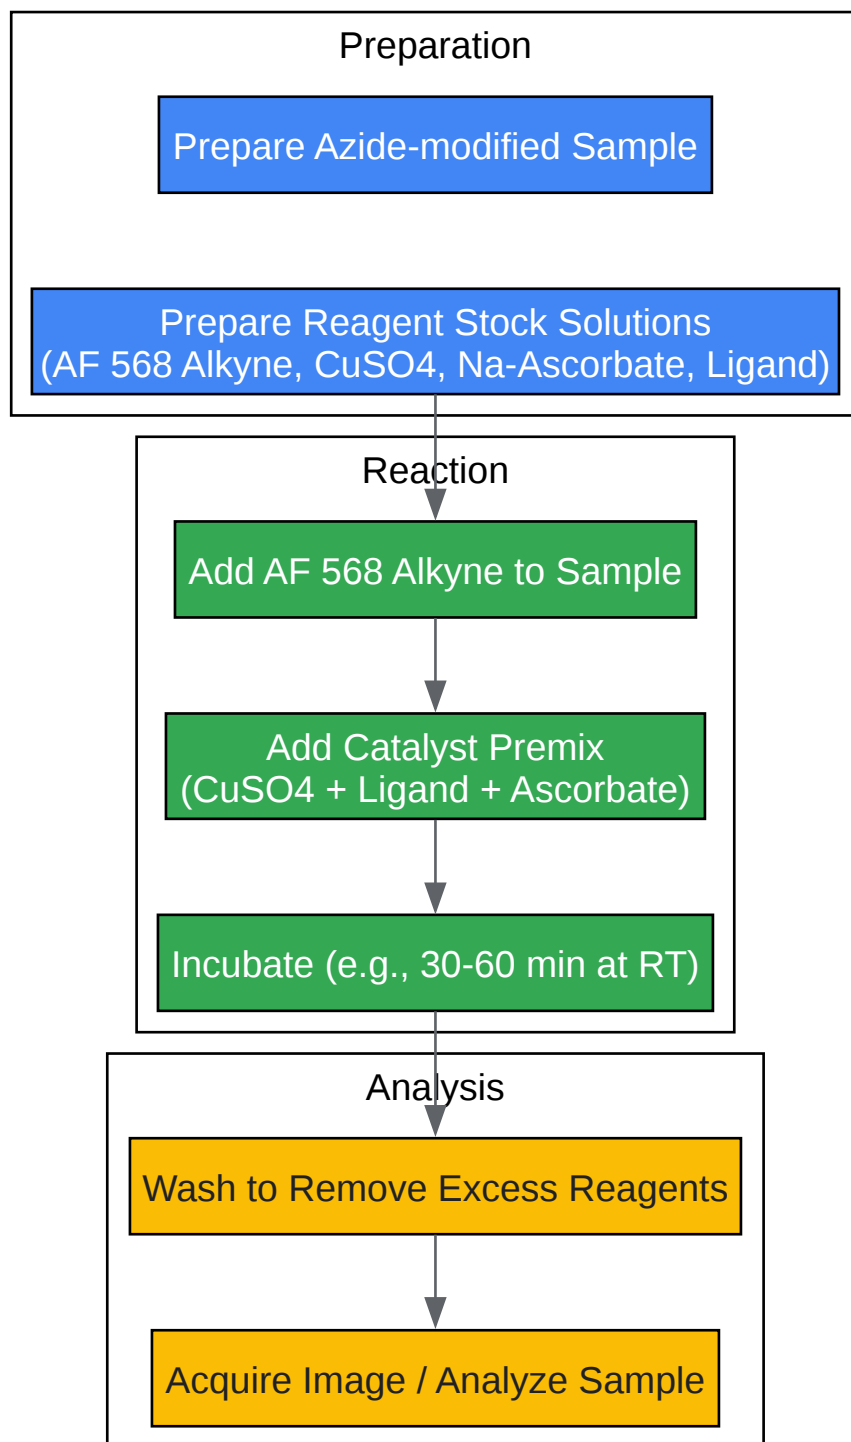 Preparation
Prepare Azide-modified Sample
Prepare Reagent Stock Solutions
(AF 568 Alkyne, CuSO4, Na-Ascorbate, Ligand)
Reaction
Add AF 568 Alkyne to Sample
Add Catalyst Premix
(CuSO4 + Ligand + Ascorbate)
Incubate (e.g., 30-60 min at RT)
Analysis
Wash to Remove Excess Reagents
Acquire Image / Analyze Sample